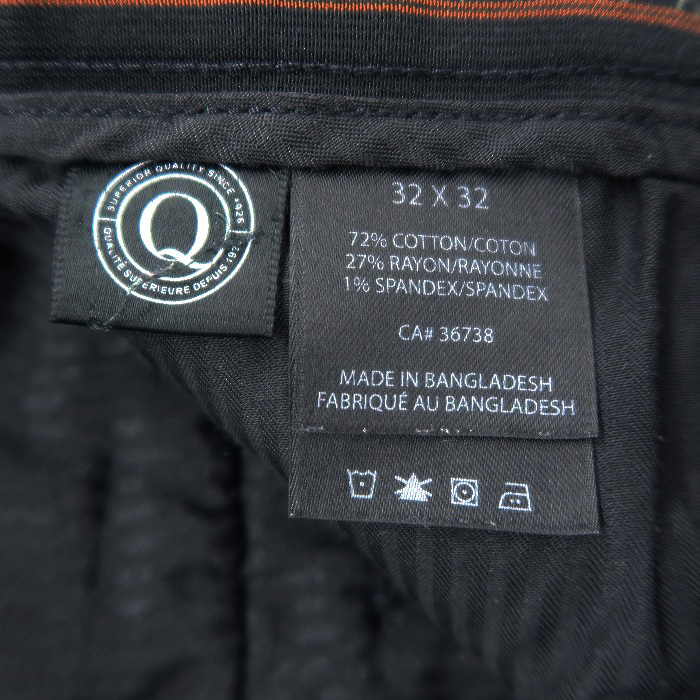 SUPERIOR QUALITY SINCE 1926
Q
QUALITÉ SUPÉRIEURE DEPUIS
32 X 32
72% COTTON/COTON
27% RAYON/RAYONNE
1% SPANDEX/SPANDEX
CA# 36738
MADE IN BANGLADESH
FABRIQUÉ AU BANGLADESH